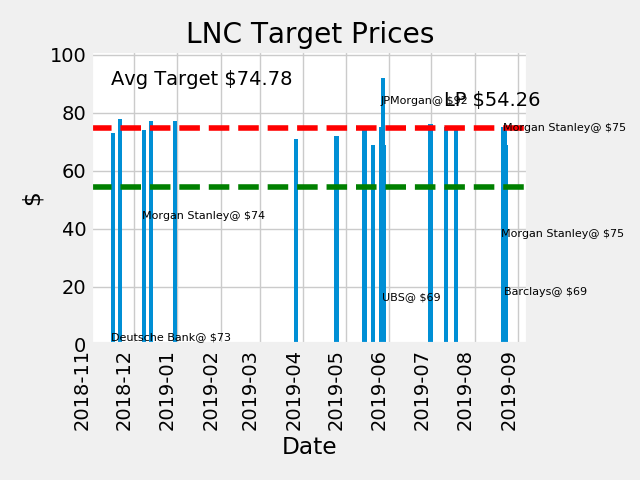 LNC Target Prices
100
Avg Target $74.78
JPMorgan@ $92
LP $54.26
80
Morgan Stanley@ $75
60
Morgan Stanley@ $74
40
Morgan Stanley@ $75
$
20
UBS@ $69
Barclays@ $69
Deutsche Bank@ $73
0
2018-11
2018-12
2019-01
2019-02
2019-03
2019-04
2019-05
2019-06
2019-07
2019-08
2019-09
Date